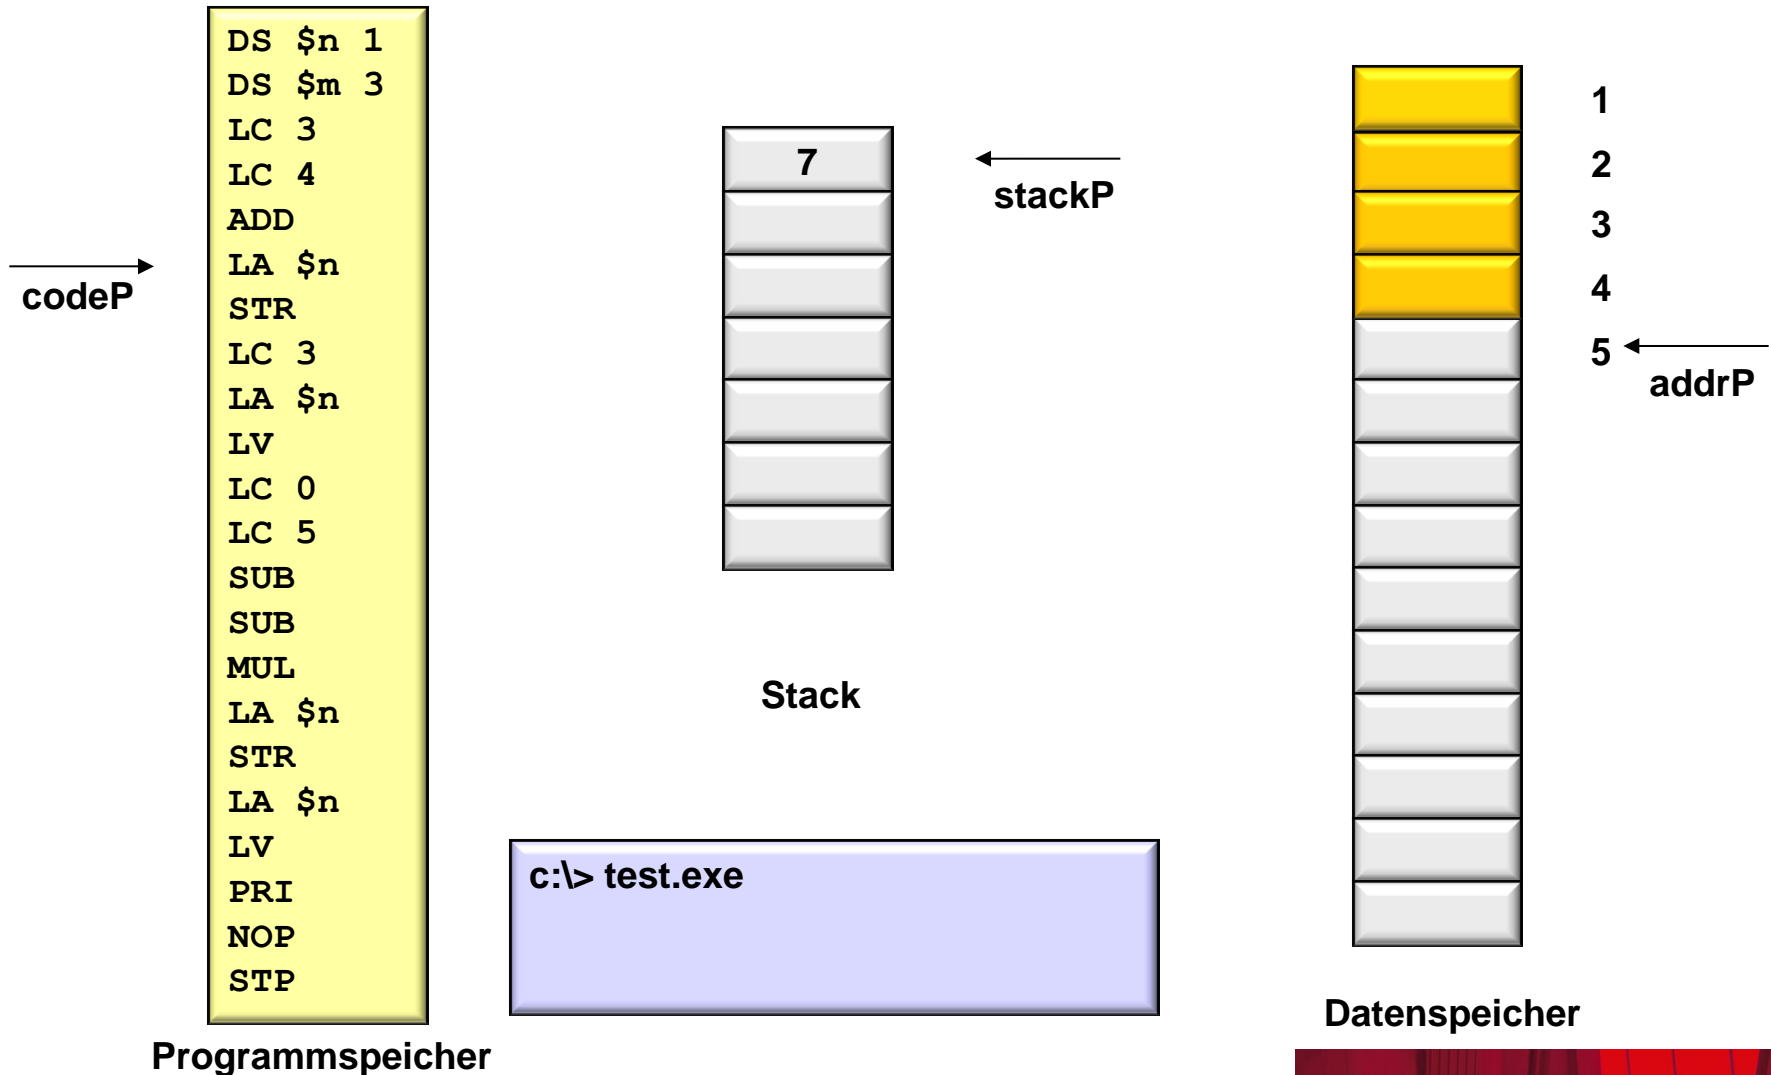 DS $n 1
DS $m 3
LC 3
LC 4
ADD
LA $n
STR
LC 3
LA $n
LV
LC 0
LC 5
SUB
SUB
MUL
LA $n
STR
LA $n
LV
PRI
NOP
STP
codeP
Programmspeicher
7
stackP
Stack
c:\> test.exe
1
2
3
4
5
addrP
Datenspeicher